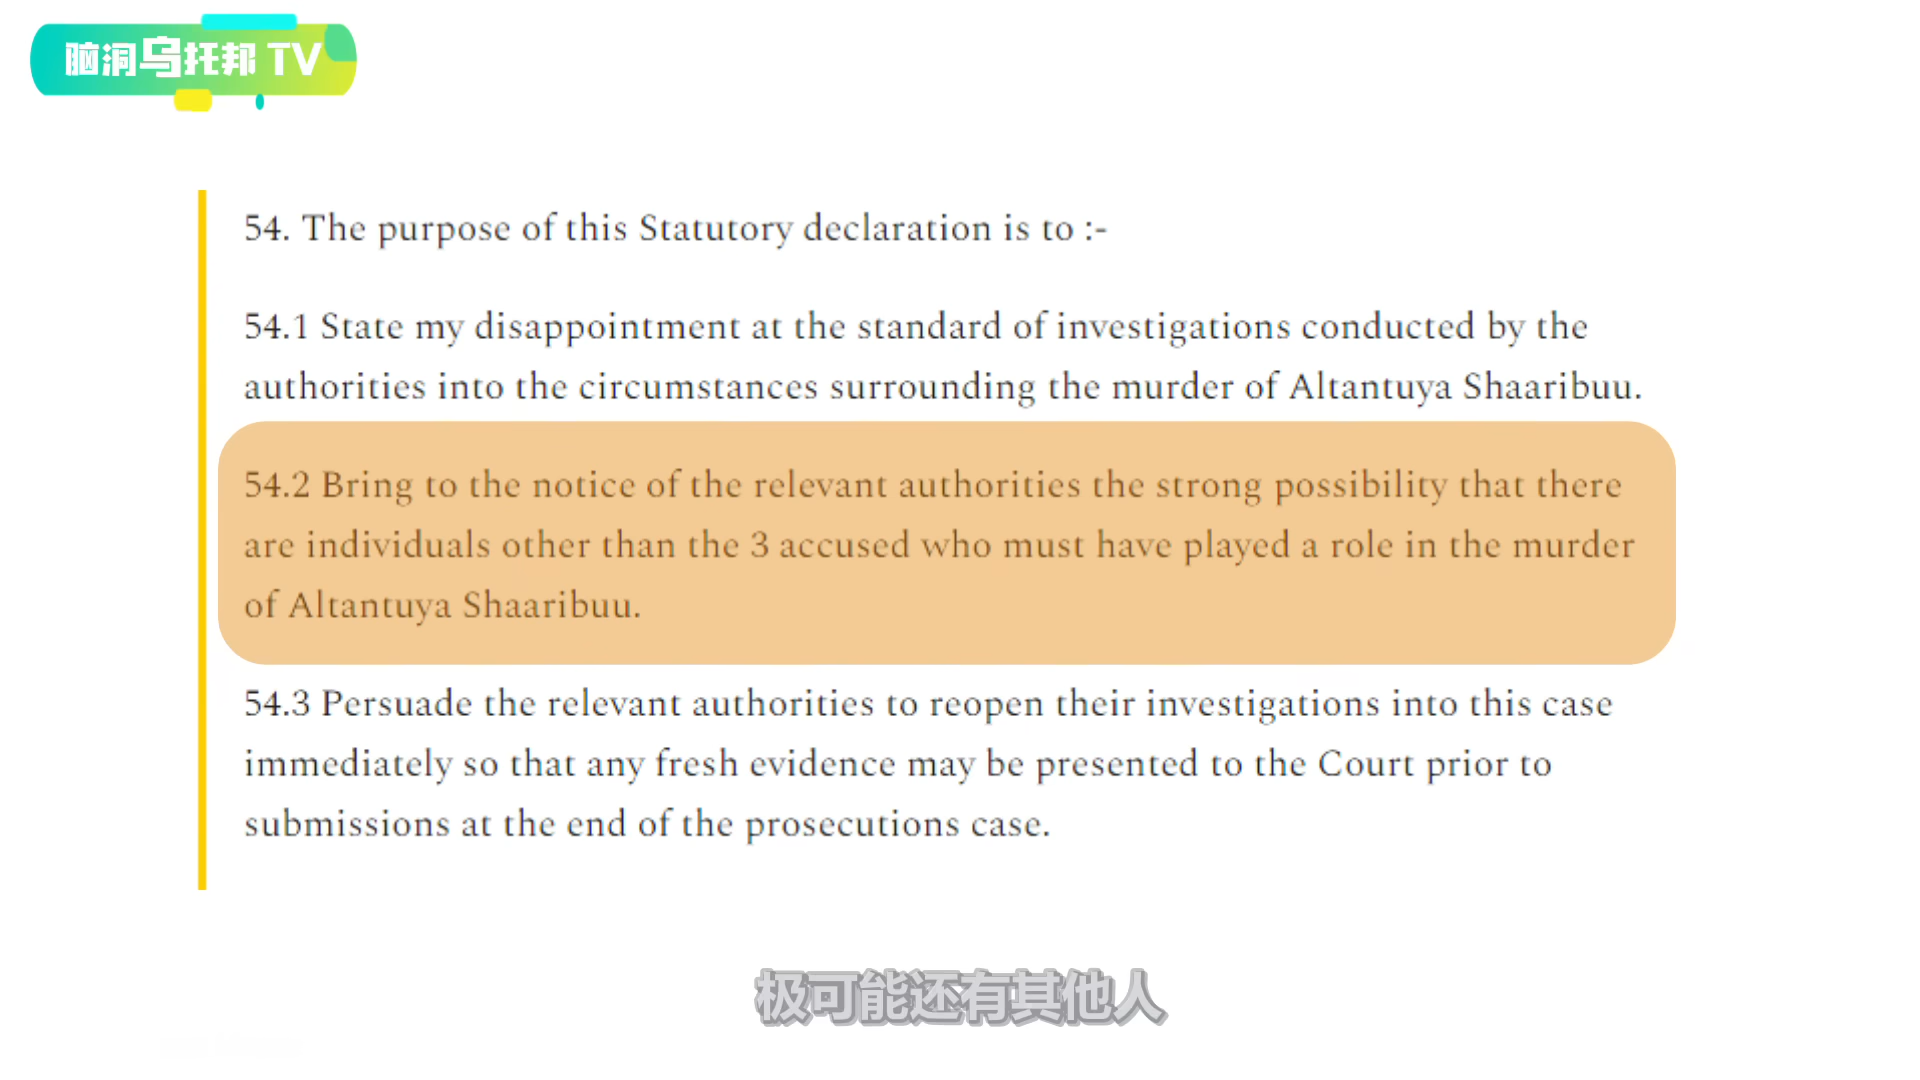 脑洞乌托邦 TV
54. The purpose of this Statutory declaration is to :-
54.1 State my disappointment at the standard of investigations conducted by the
authorities into the circumstances surrounding the murder of Altantuya Shaaribuu.
54.2 Bring to the notice of the relevant authorities the strong possibility that there
are individuals other than the 3 accused who must have played a role in the murder
of Altantuya Shaaribuu.
54.3 Persuade the relevant authorities to reopen their investigations into this case
immediately so that any fresh evidence may be presented to the Court prior to
submissions at the end of the prosecutions case.
极可能还有其他人